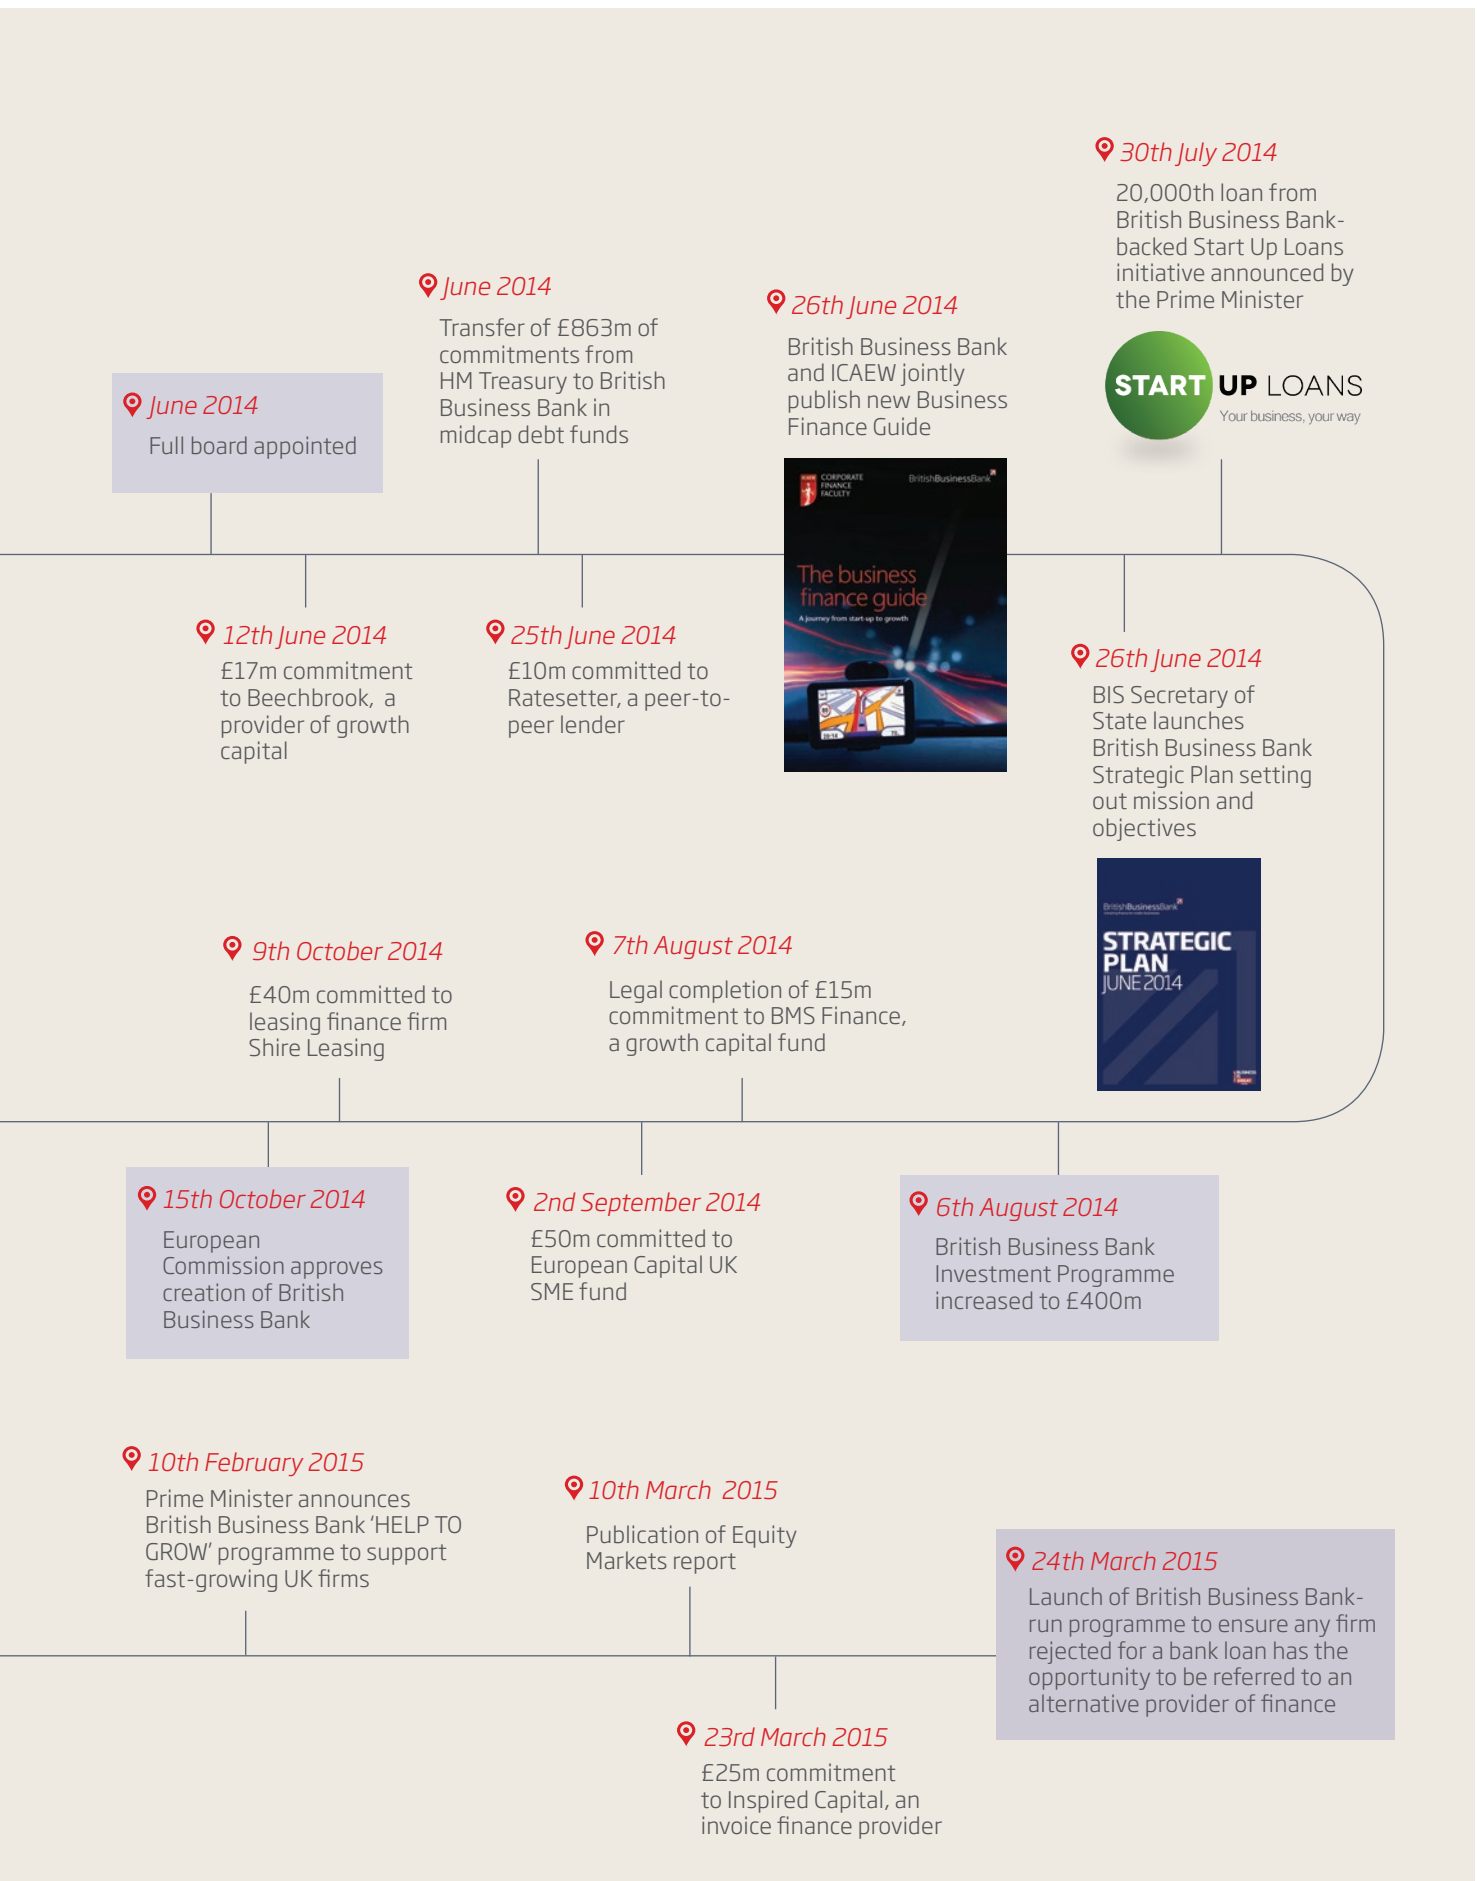 June 2014
Full board appointed
12th June 2014
£17m commitment
to Beechbrook, a
provider of growth
capital
June 2014
Transfer of £863m of
commitments from
HM Treasury to British
Business Bank in
midcap debt funds
25th June 2014
£10m committed to
Ratesetter, a peer-to-
peer lender
26th June 2014
British Business Bank
and ICAEW jointly
publish new Business
Finance Guide
CORPORATE
FINANCE
FACULTY
BritishBusinessBank
The business
finance guide
A journey from start-up to growth
26th June 2014
BIS Secretary of
State launches
British Business Bank
Strategic Plan setting
out mission and
objectives
BritishBusinessBank
STRATEGIC
PLAN
JUNE 2014
30th July 2014
20,000th loan from
British Business Bank-
backed Start Up Loans
initiative announced by
the Prime Minister
START UP LOANS
Your business, your way
6th August 2014
British Business Bank
Investment Programme
increased to £400m
7th August 2014
Legal completion of £15m
commitment to BMS Finance,
a growth capital fund
2nd September 2014
£50m committed to
European Capital UK
SME fund
9th October 2014
£40m committed to
leasing finance firm
Shire Leasing
15th October 2014
European
Commission approves
creation of British
Business Bank
10th February 2015
Prime Minister announces
British Business Bank ‘HELP TO
GROW’ programme to support
fast-growing UK firms
10th March 2015
Publication of Equity
Markets report
23rd March 2015
£25m commitment
to Inspired Capital, an
invoice finance provider
24th March 2015
Launch of British Business Bank-
run programme to ensure any firm
rejected for a bank loan has the
opportunity to be referred to an
alternative provider of finance